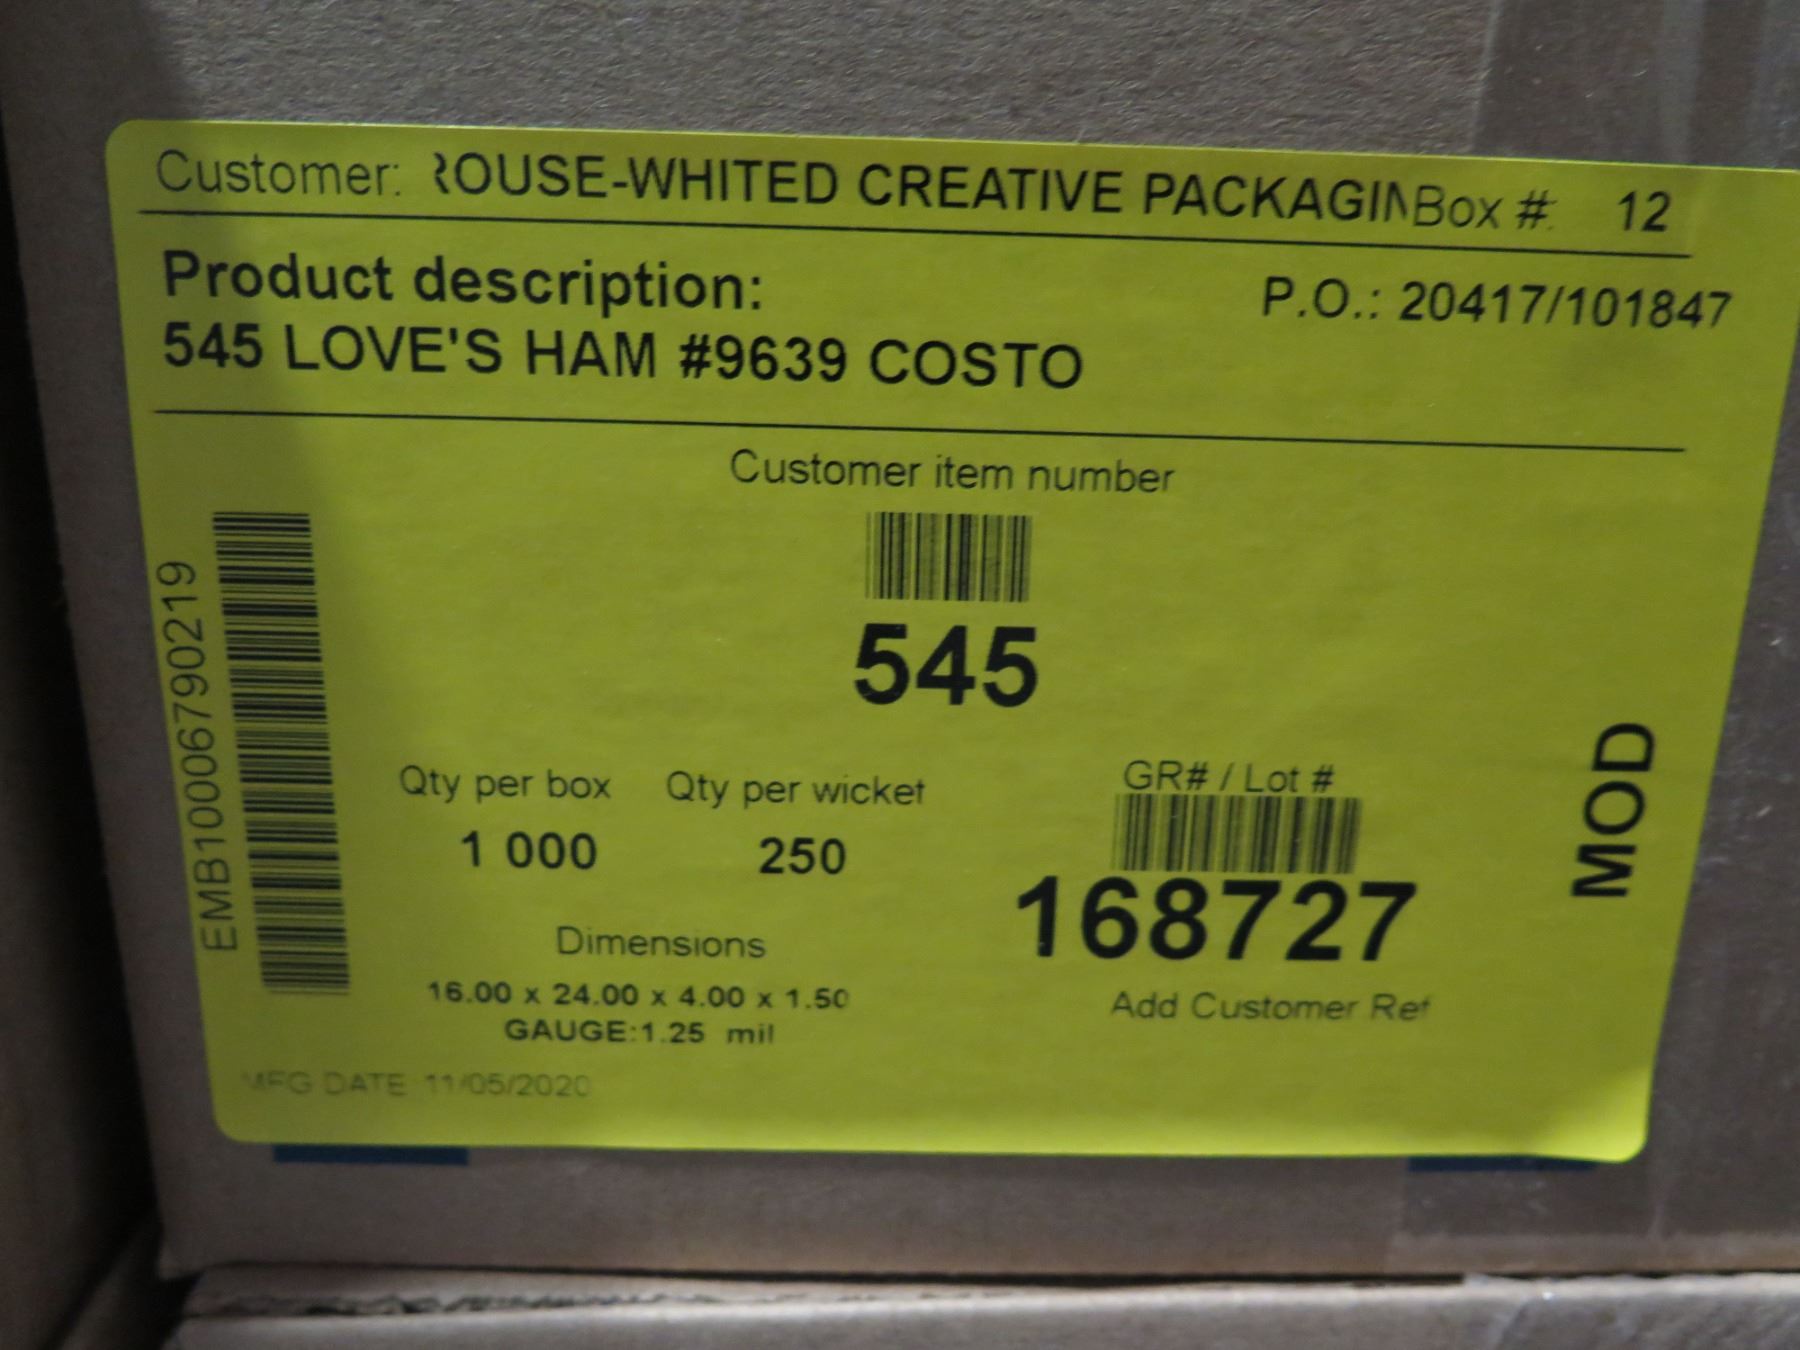 Customer: ROUSE-WHITED CREATIVE PACKAGIN Box #: 12
Product description:
P.O.: 20417/101847
545 LOVE'S HAM #9639 COSTO
Customer item number
545
EMB1000679021​9
Qty per box
1 000
Qty per wicket
250
GR# / Lot #
168727
MOD
Dimensions
16.00 x 24.00 x 4.00 x 1.50
GAUGE:1.25 mil
Add Customer Ref
MFG DATE 11/05/2020